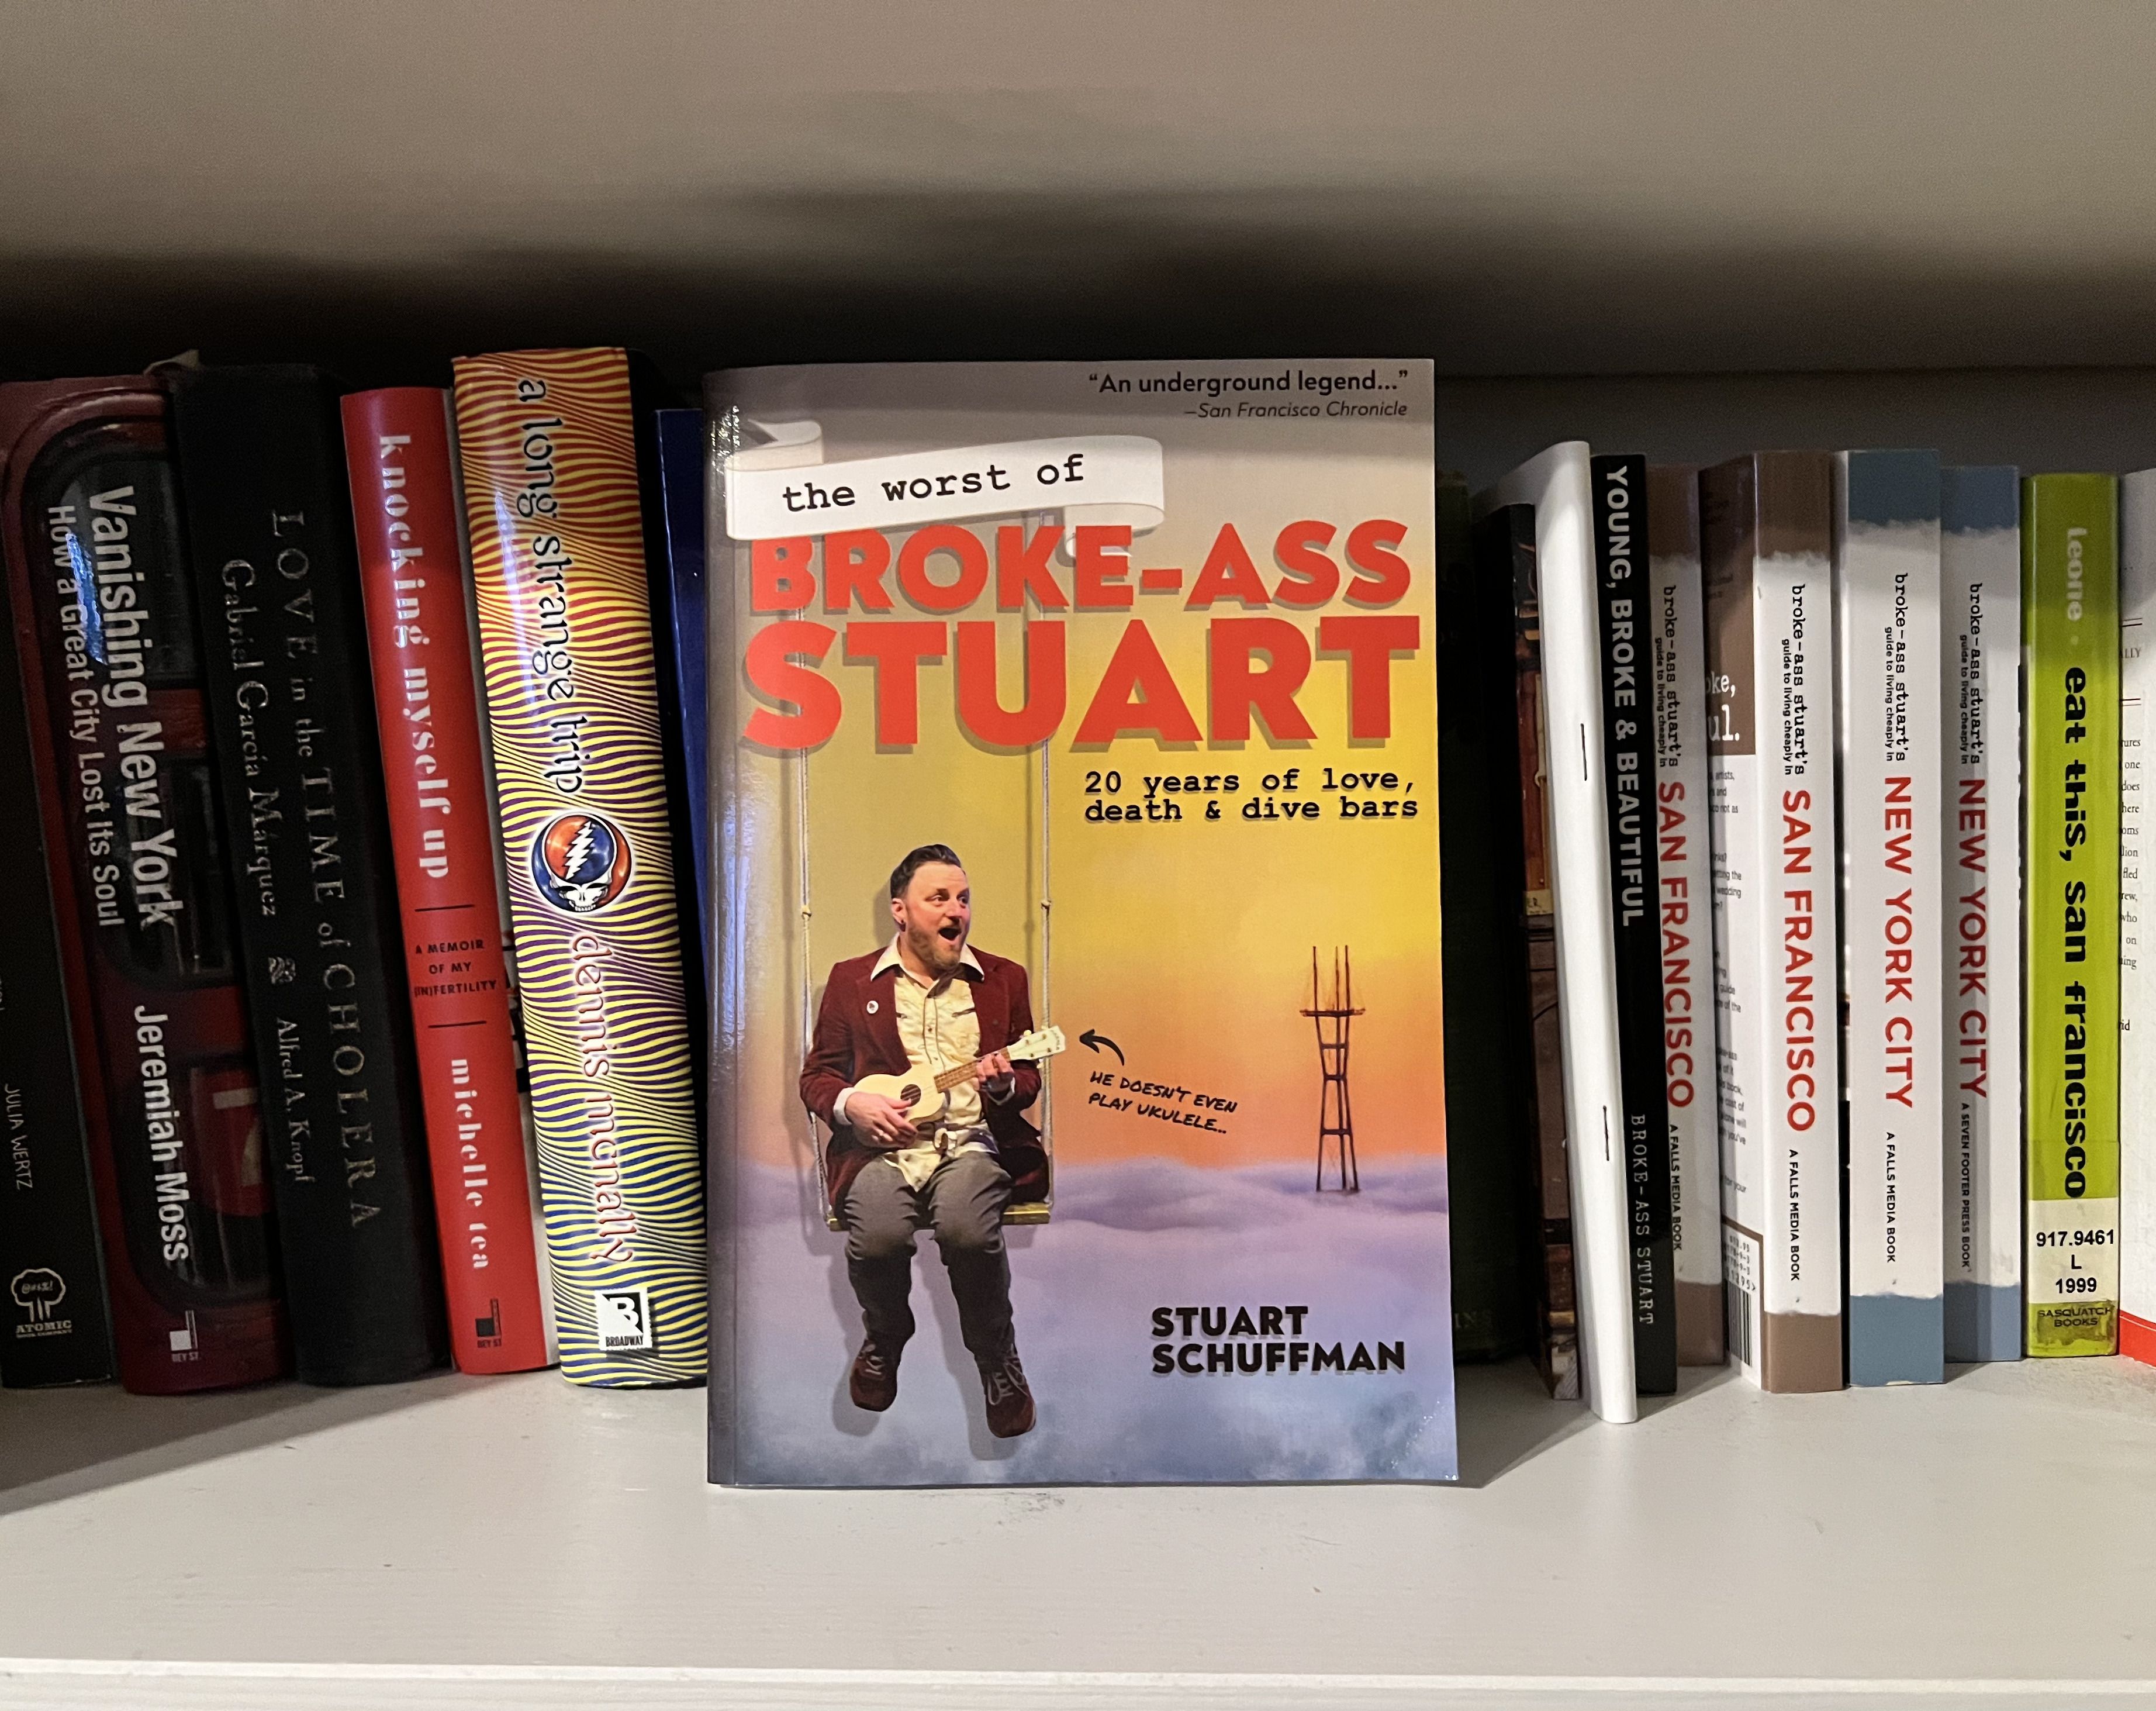 JULIA WERTZ
ATOMIC
BOOK COMPANY
Vanishing New York
How a Great City Lost Its Soul
Jeremiah Moss
DEY ST.
LOVE in the TIME of CHOLERA
Gabriel García Márquez
Alfred A. Knopf
knocking myself up
A MEMOIR
OF MY
(IN)FERTILITY
michelle tea
DEY ST.
a long strange trip
dennis mcnally
B
BROADWAY
“An underground legend...”
—San Francisco Chronicle
the worst of
BROKE-ASS
STUART
20 years of love,
death & dive bars
HE DOESN'T EVEN
PLAY UKULELE...
STUART
SCHUFFMAN
YOUNG, BROKE & BEAUTIFUL
BROKE-ASS STUART
broke-ass stuart's
guide to living cheaply in
SAN FRANCISCO
A FALLS MEDIA BOOK
ul.
broke-ass stuart's
guide to living cheaply in
SAN FRANCISCO
A FALLS MEDIA BOOK
broke-ass stuart's
guide to living cheaply in
NEW YORK CITY
A FALLS MEDIA BOOK
broke-ass stuart's
guide to living cheaply in
NEW YORK CITY
A SEVEN FOOTER PRESS BOOK
leone
eat this, san francisco
917.9461
L
1999
SASQUATCH
BOOKS